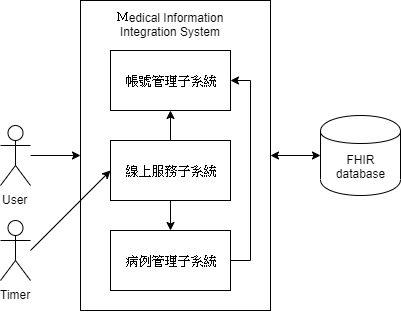 Medical Information
Integration System
帳號管理子系統
線上服務子系統
病例管理子系統
User
Timer
FHIR
database